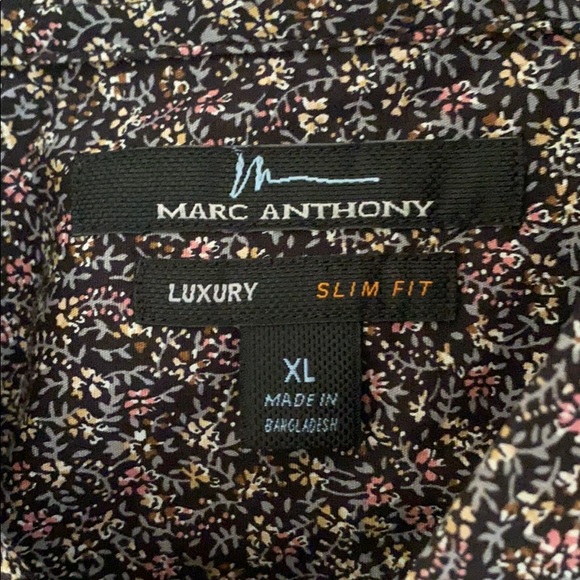 MARC ANTHONY
LUXURY SLIM FIT
XL
MADE IN
BANGLADESH